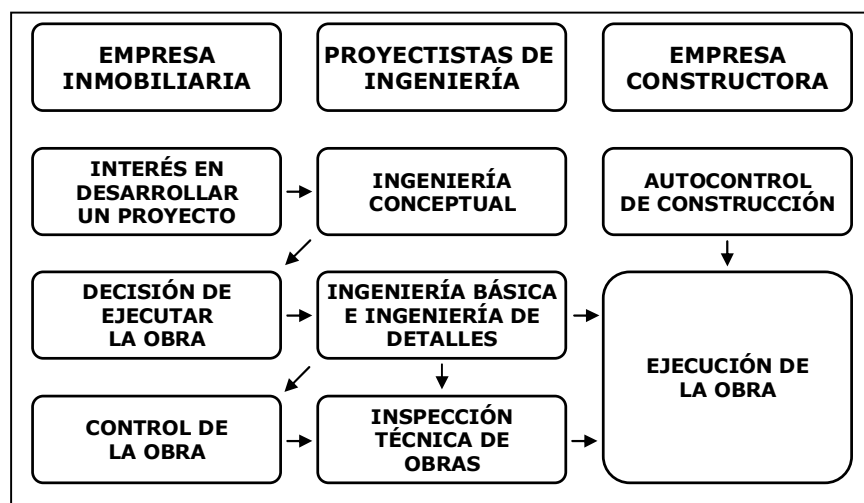 EMPRESA
INMOBILIARIA
PROYECTISTAS DE
INGENIERÍA
EMPRESA
CONSTRUCTORA
INTERÉS EN
DESARROLLAR
UN PROYECTO
INGENIERÍA
CONCEPTUAL
AUTOCONTROL
DE CONSTRUCCIÓN
DECISIÓN DE
EJECUTAR
LA OBRA
INGENIERÍA BÁSICA
E INGENIERÍA DE
DETALLES
EJECUCIÓN DE
LA OBRA
CONTROL DE
LA OBRA
INSPECCIÓN
TÉCNICA DE
OBRAS